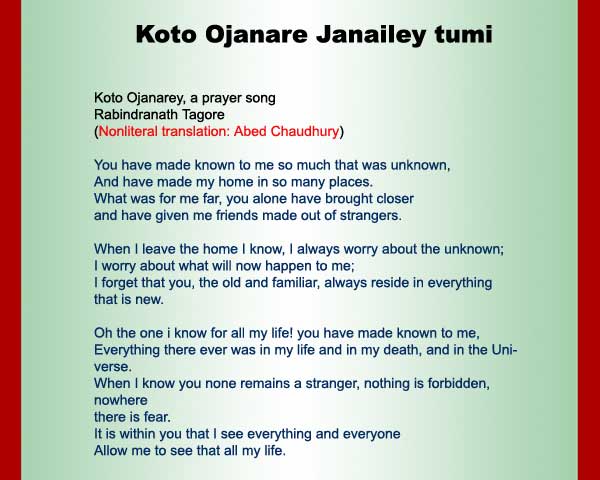 Koto Ojanare Janailey tumi
Koto Ojanarey, a prayer song
Rabindranath Tagore
(Nonliteral translation: Abed Chaudhury)
You have made known to me so much that was unknown,
And have made my home in so many places.
What was for me far, you alone have brought closer
and have given me friends made out of strangers.
When I leave the home I know, I always worry about the unknown;
I worry about what will now happen to me;
I forget that you, the old and familiar, always reside in everything
that is new.
Oh the one i know for all my life! you have made known to me,
Everything there ever was in my life and in my death, and in the Uni-
verse.
When I know you none remains a stranger, nothing is forbidden,
nowhere
there is fear.
It is within you that I see everything and everyone
Allow me to see that all my life.